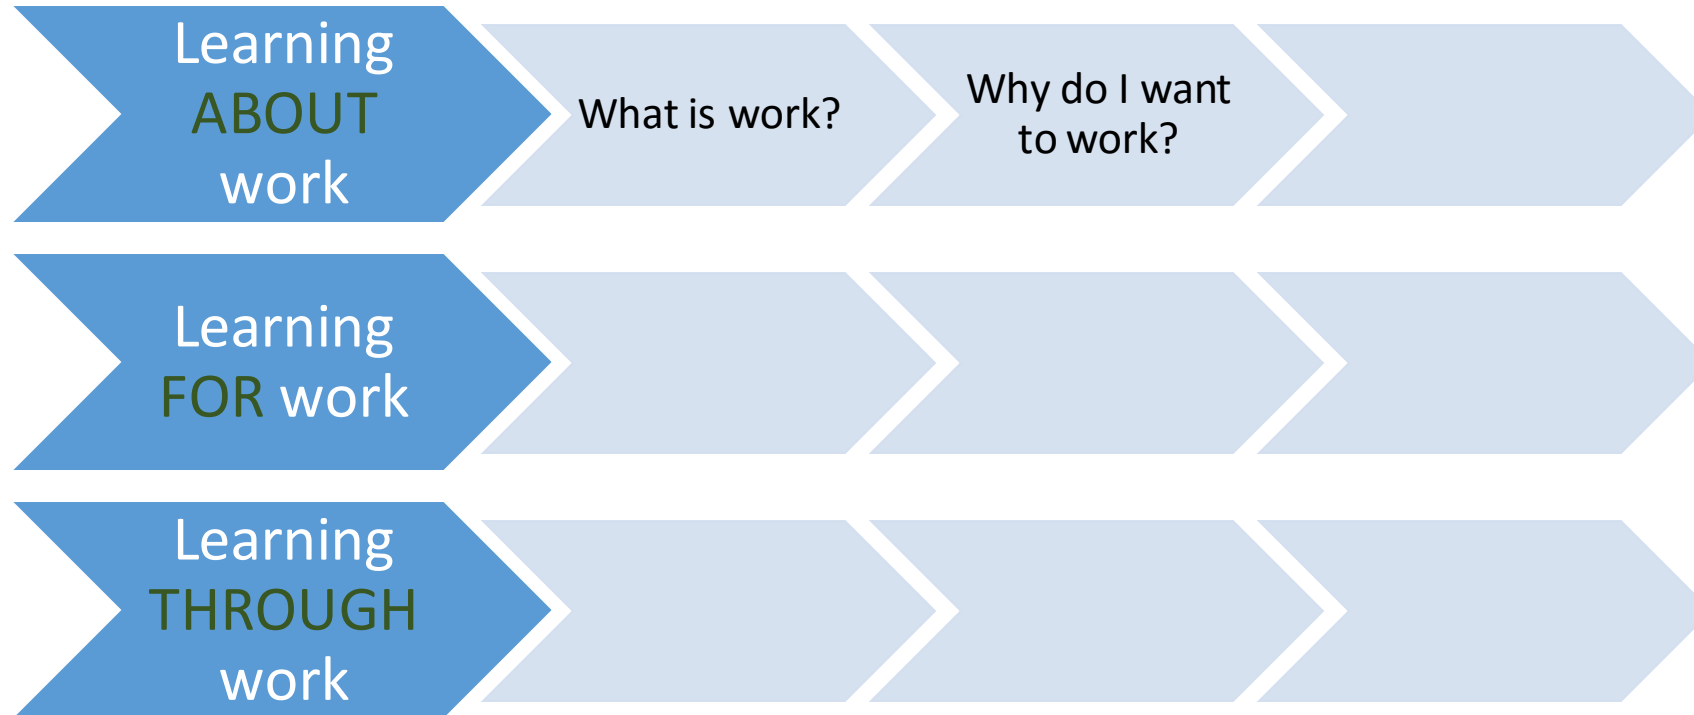 Learning
ABOUT
work
What is work?
Why do I want
to work?
Learning
FOR work
Learning
THROUGH
work